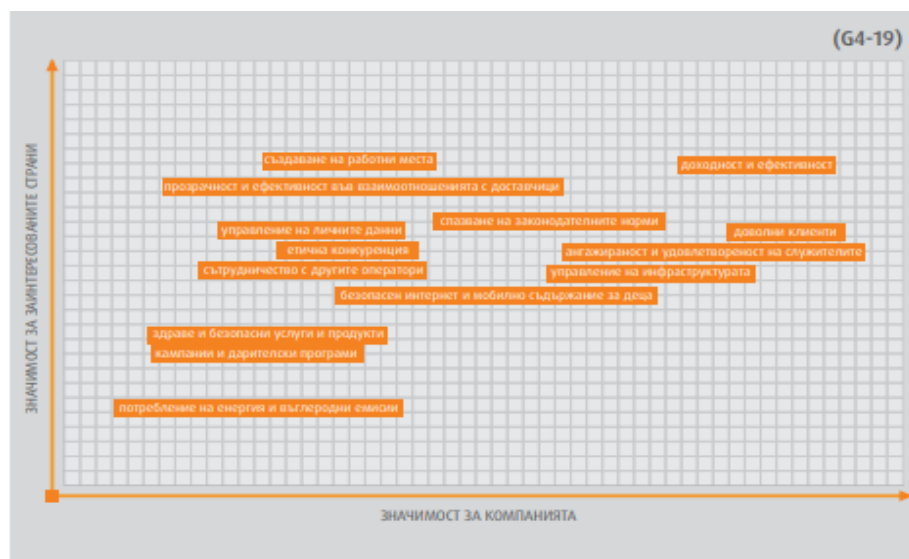 (G4-19)
ЗНАЧИМОСТ ЗА ЗАИНТЕРЕСОВАНИТЕ СТРАНИ
създаване на работни места
доходност и ефективност
прозрачност и ефективност във взаимоотношенията с доставчици
спазване на законодателните норми
управление на личните данни
доволни клиенти
етична конкуренция
ангажираност и удовлетвореност на служителите
сътрудничество с другите оператори
управление на инфраструктурата
безопасен интернет и мобилно съдържание за деца
здраве и безопасни услуги и продукти
кампании и дарителски програми
потребление на енергия и въглеродни емисии
ЗНАЧИМОСТ ЗА КОМПАНИЯТА